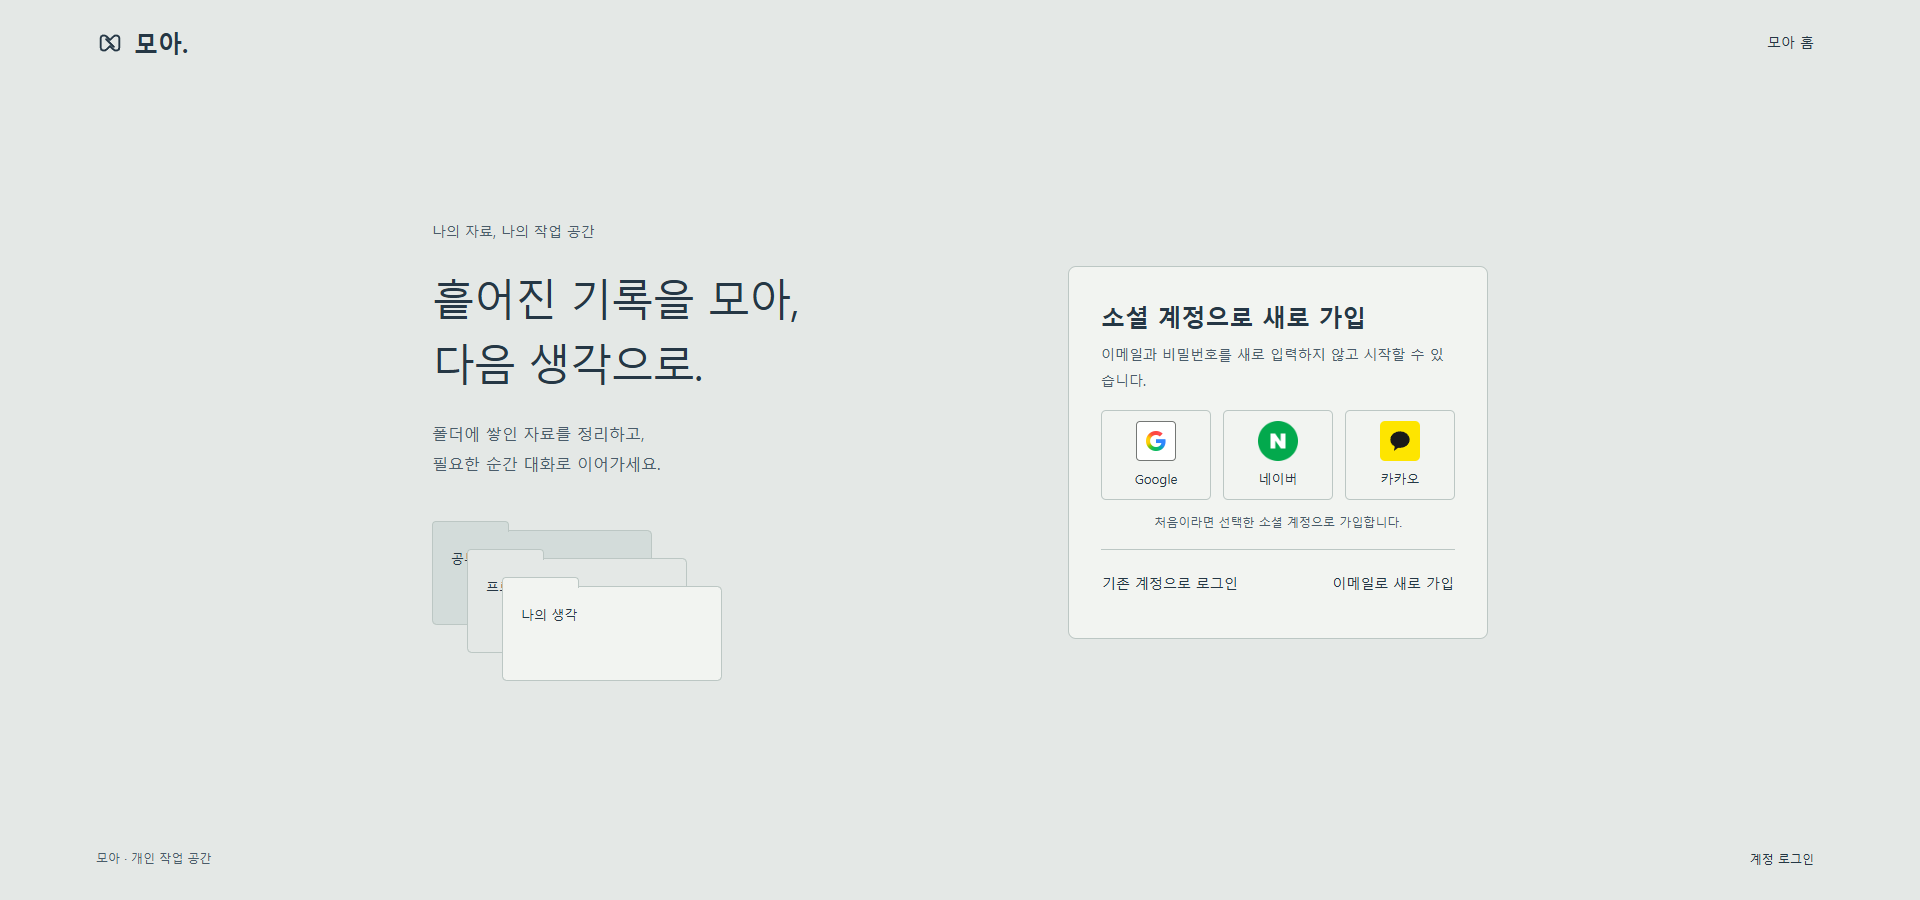 모아.
모아 홈
나의 자료, 나의 작업 공간
흩어진 기록을 모아,
다음 생각으로.
폴더에 쌓인 자료를 정리하고,
필요한 순간 대화로 이어가세요.
나의 생각
소셜 계정으로 새로 가입
이메일과 비밀번호를 새로 입력하지 않고 시작할 수 있
습니다.
Google
네이버
카카오
처음이라면 선택한 소셜 계정으로 가입합니다.
기존 계정으로 로그인
이메일로 새로 가입
모아 · 개인 작업 공간
계정 로그인